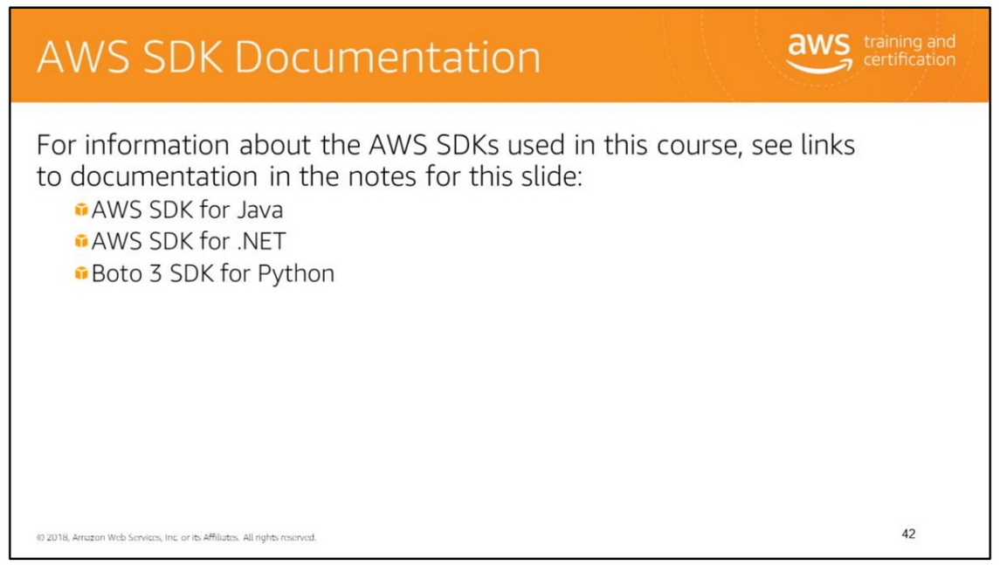 AWS SDK Documentation
aws training and
certification
For information about the AWS SDKs used in this course, see links
to documentation in the notes for this slide:
AWS SDK for Java
AWS SDK for .NET
Boto 3 SDK for Python
© 2018, Amazon Web Services, Inc. or its Affiliates. All rights reserved.
42